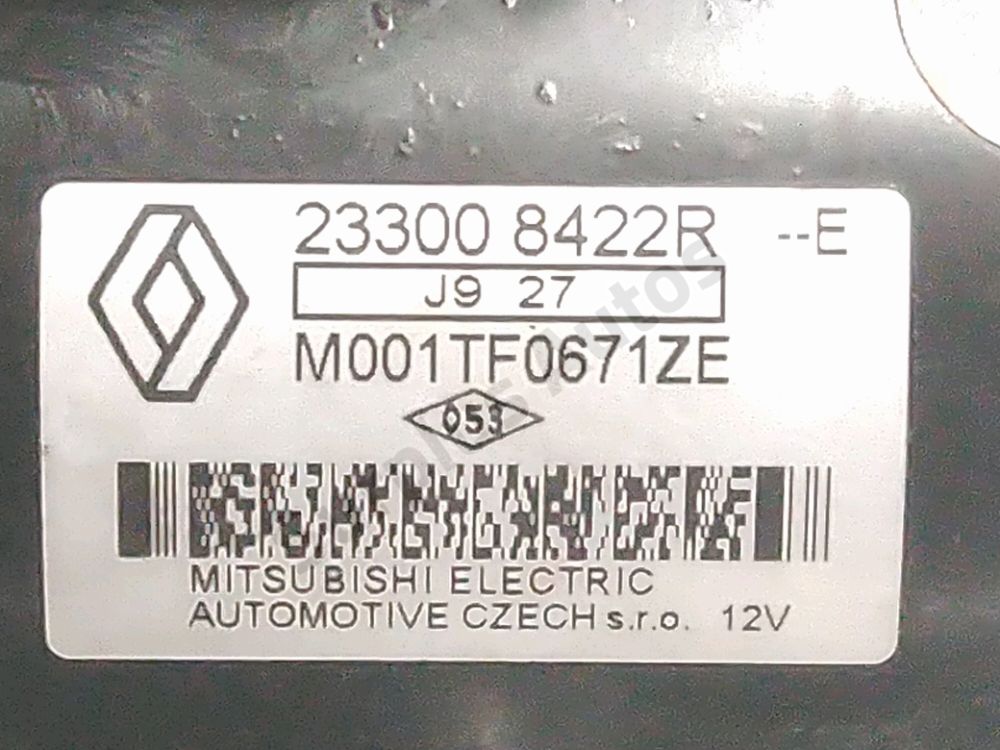 23300 8422R --E
J9 27
M001TF0671ZE
053
MITSUBISHI ELECTRIC
AUTOMOTIVE CZECH s.r.o. 12V